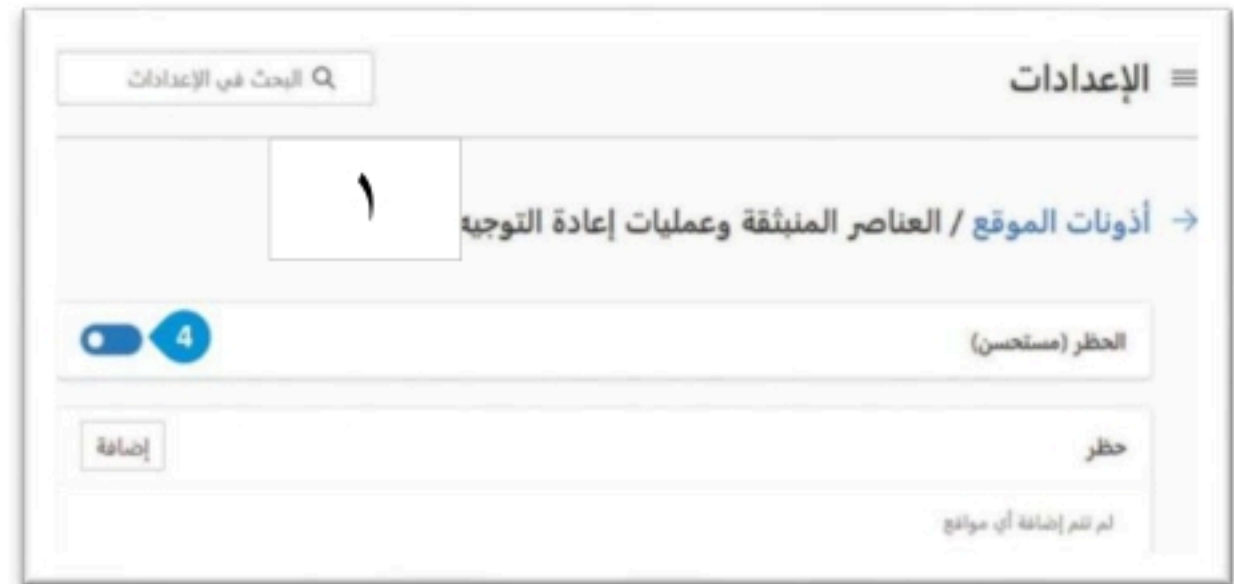 الإعدادات
البحث في الإعدادات
١
أذونات الموقع / العناصر المنبثقة وعمليات إعادة التوجيه
الحظر (مستحسن)
4
حظر
إضافة
لم تتم إضافة أي مواقع